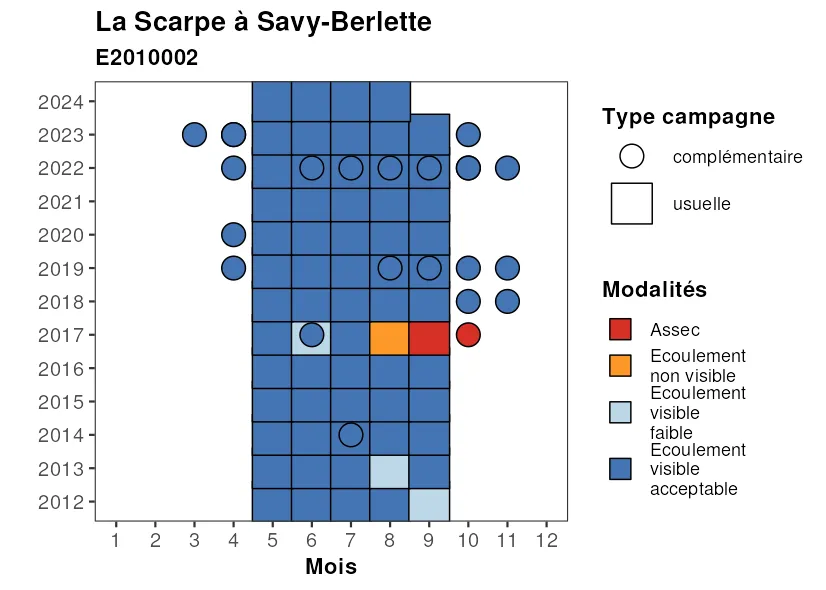 La Scarpe à Savy-Berlette
E2010002
2024
2023
2022
2021
2020
2019
2018
2017
2016
2015
2014
2013
2012
1 2 3 4 5 6 7 8 9 10 11 12
Mois
Type campagne
complémentaire
usuelle
Modalités
Assec
Ecoulement
non visible
Ecoulement
visible
faible
Ecoulement
visible
acceptable